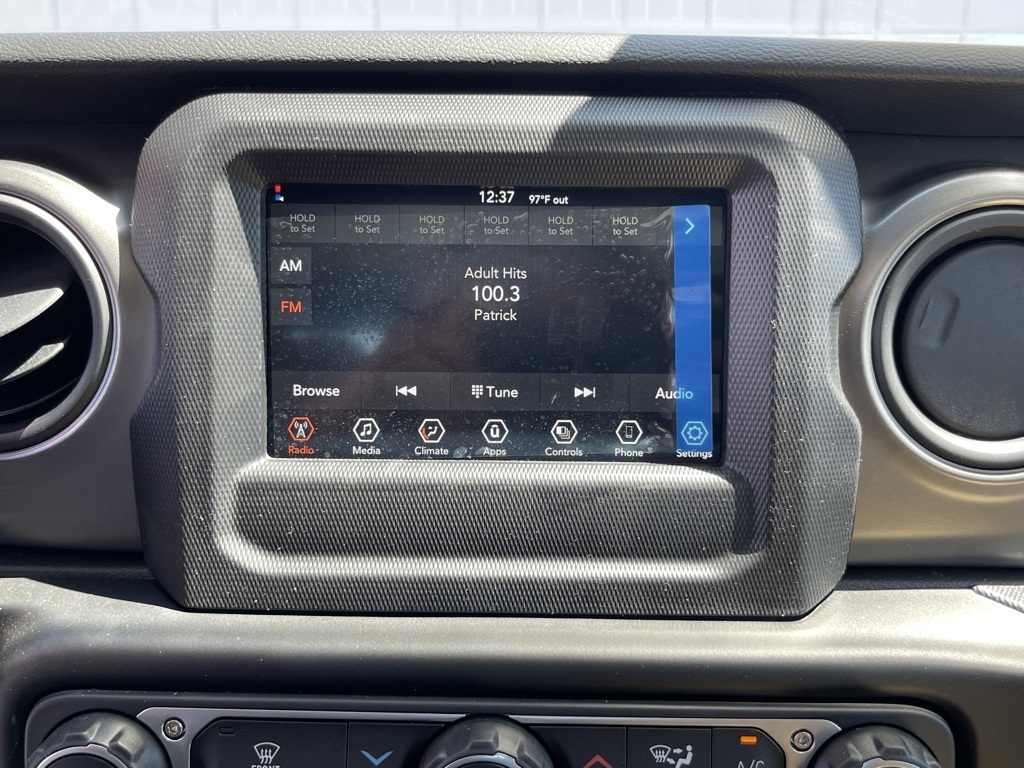 12:37 97°F out
HOLD to Set HOLD to Set HOLD to Set HOLD to Set HOLD to Set HOLD to Set
AM
FM
Adult Hits
100.3
Patrick
Browse Tune Audio
Radio Media Climate Apps Controls Phone Settings
FRONT A/C